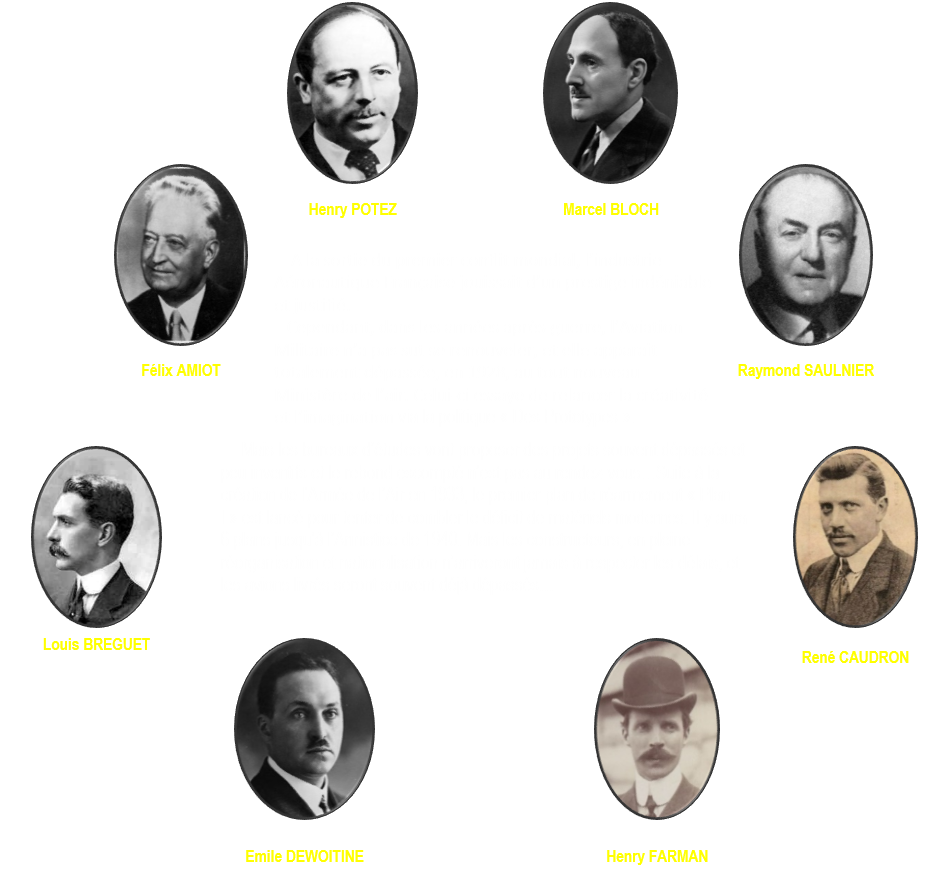 Henry POTEZ
Marcel BLOCH
Félix AMIOT
Raymond SAULNIER
Louis BREGUET
René CAUDRON
Emile DEWOITINE
Henry FARMAN